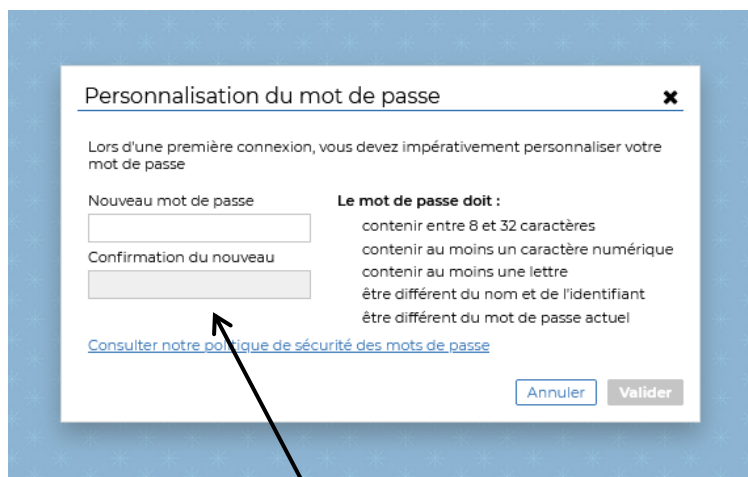 Personnalisation du mot de passe
Lors d'une première connexion, vous devez impérativement personnaliser votre
mot de passe
Nouveau mot de passe
Confirmation du nouveau
Le mot de passe doit :
contenir entre 8 et 32 caractères
contenir au moins un caractère numérique
contenir au moins une lettre
être différent du nom et de l'identifiant
être différent du mot de passe actuel
Consulter notre politique de sécurité des mots de passe
Annuler
Valider